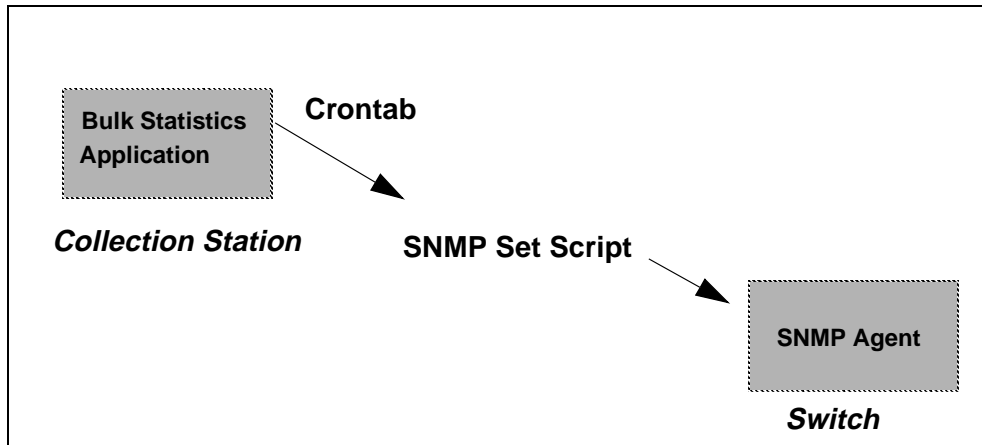 Bulk Statistics
Application
Crontab
Collection Station
SNMP Set Script
SNMP Agent
Switch